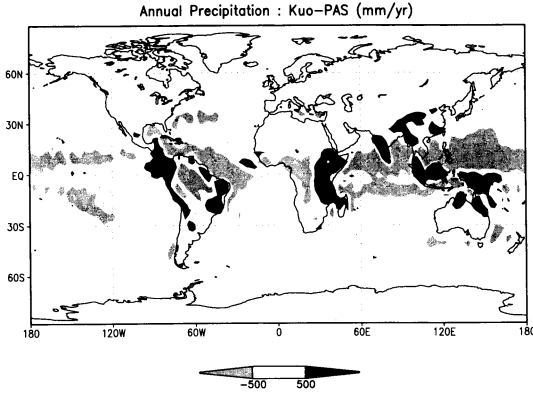 Annual Precipitation : Kuo-PAS (mm/yr)
60N
30N
EQ
30S
60S
180 120W 60W 0 60E 120E 180
-500 500